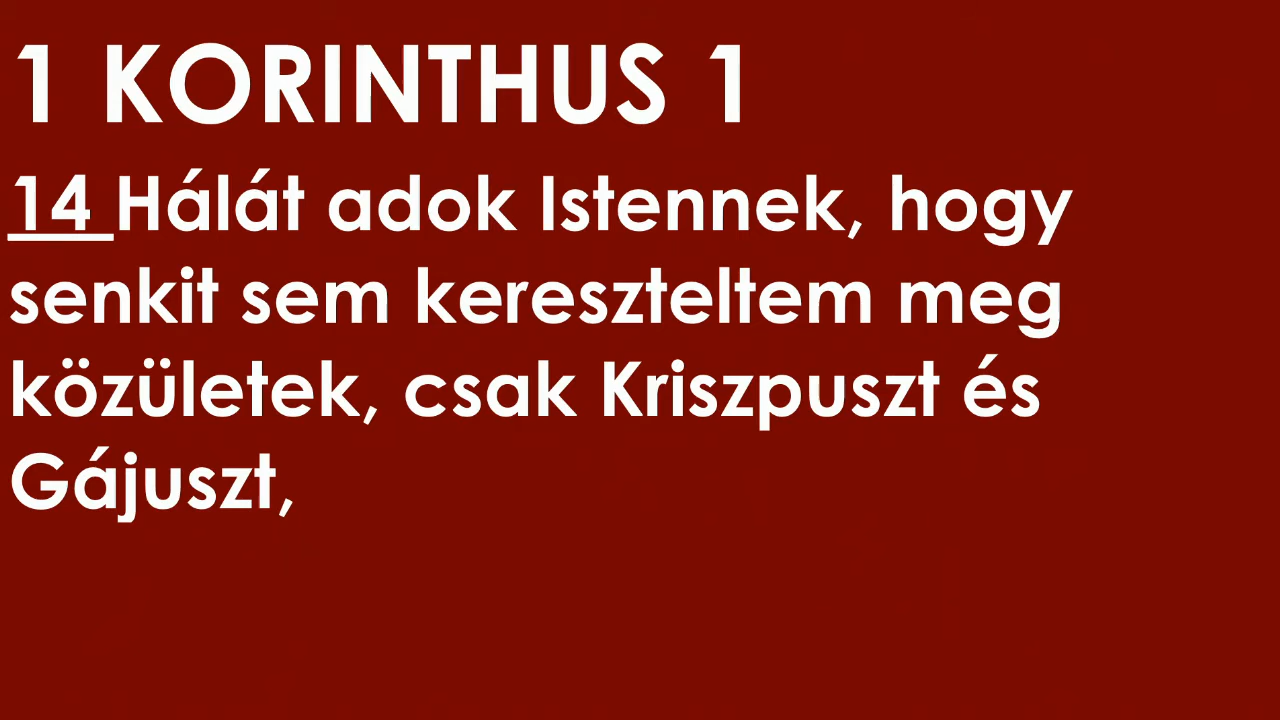 1 KORINTHUS 1
14 Hálát adok Istennek, hogy
senkit sem kereszteltem meg
közületek, csak Kriszpuszt és
Gájuszt,